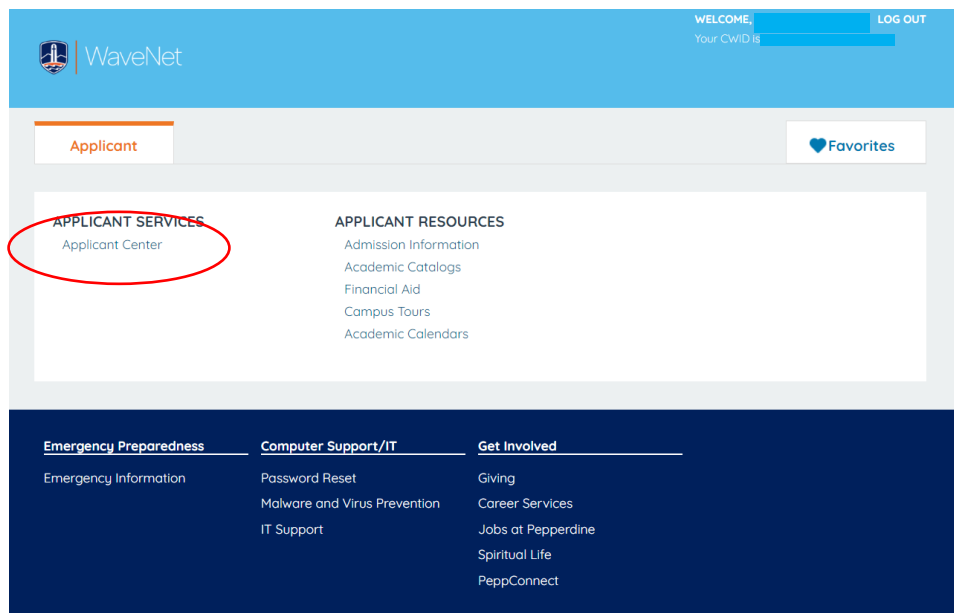 WELCOME, LOG OUT
Your CWID is
WaveNet
Applicant
Favorites
APPLICANT SERVICES
Applicant Center
APPLICANT RESOURCES
Admission Information
Academic Catalogs
Financial Aid
Campus Tours
Academic Calendars
Emergency Preparedness
Emergency Information
Computer Support/IT
Password Reset
Malware and Virus Prevention
IT Support
Get Involved
Giving
Career Services
Jobs at Pepperdine
Spiritual Life
PeppConnect